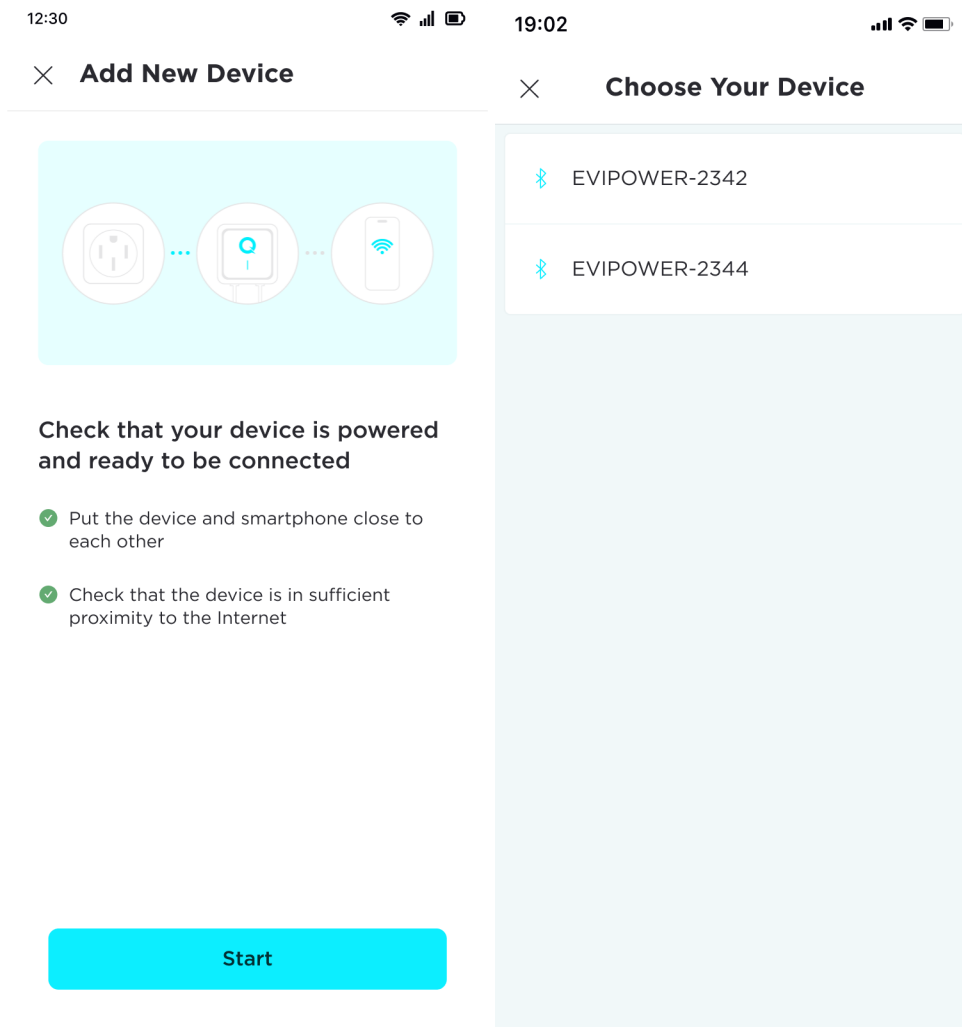 12:30
Add New Device
Check that your device is powered
and ready to be connected
Put the device and smartphone close to
each other
Check that the device is in sufficient
proximity to the Internet
Start
19:02
Choose Your Device
EVIPOWER-2342
EVIPOWER-2344